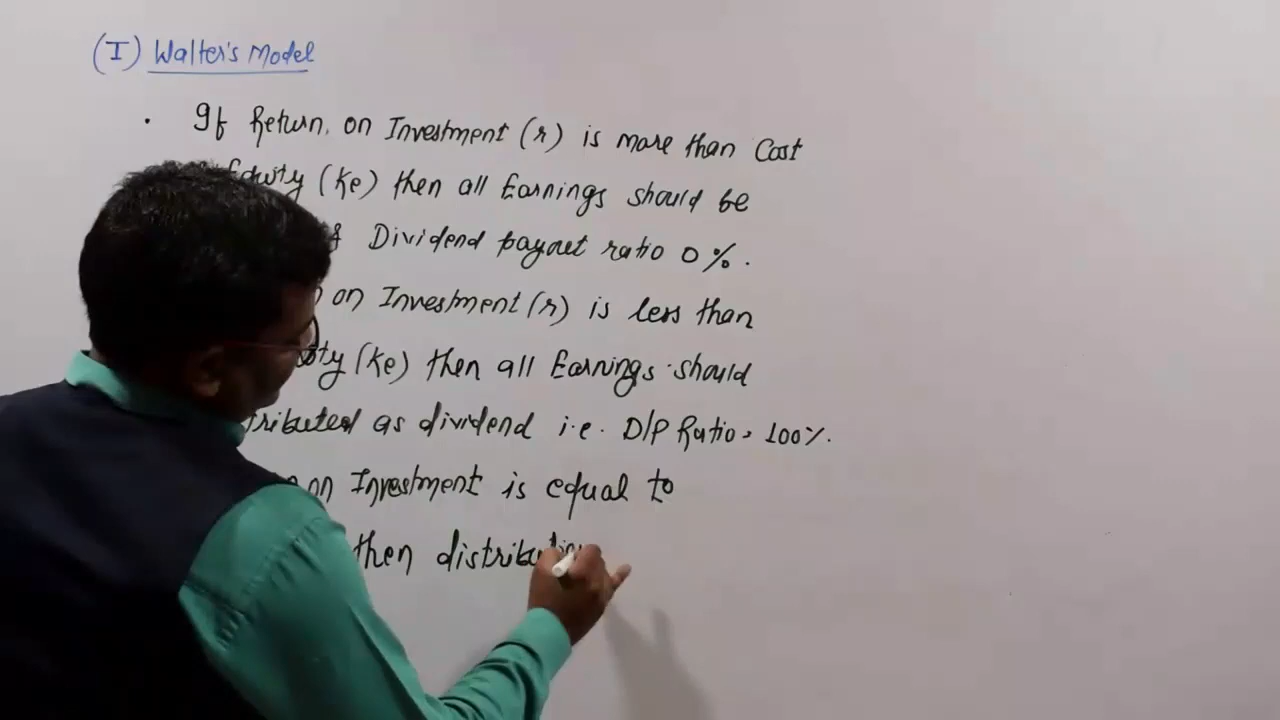 (I) Walter's Model
. If Return, on Investment (r) is more than Cost
Equity (Ke) then all Earnings should be
Dividend payout ratio 0 %.
on Investment (r) is less than
(Ke) then all Earnings should
as dividend i.e. D/P Ratio = 100%.
on Investment is equal to
then